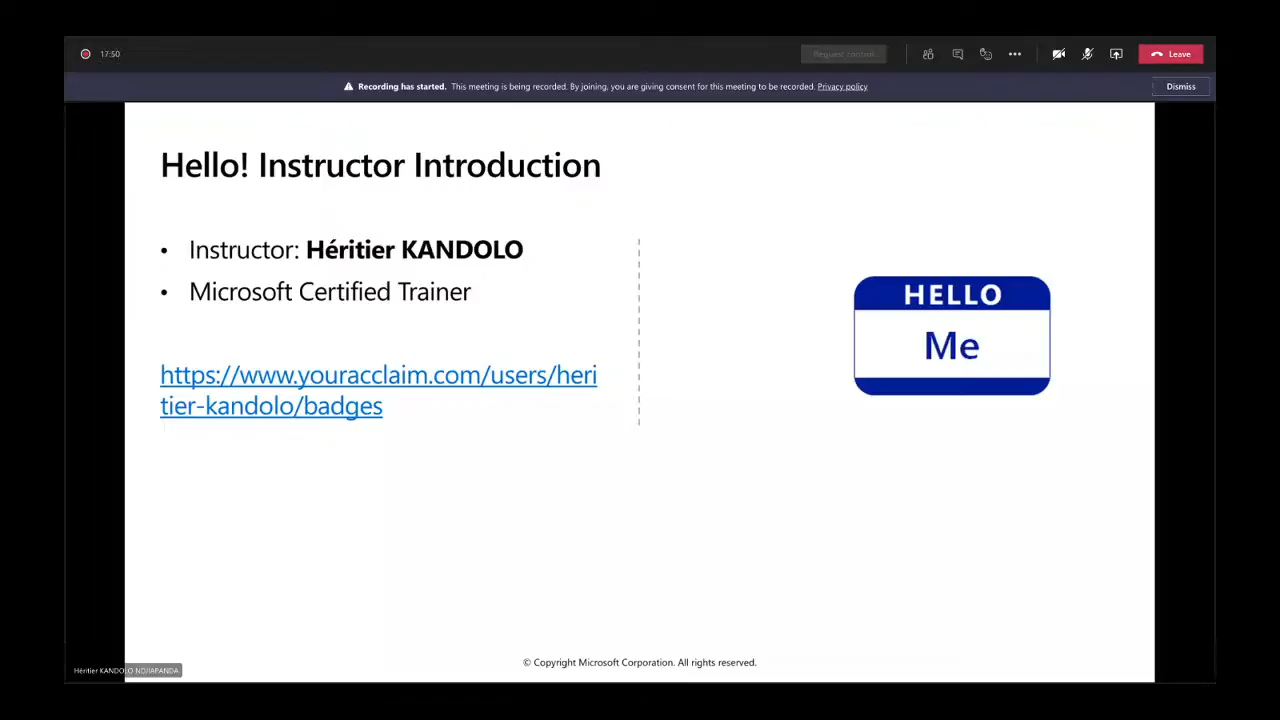 17:50
Request control
Leave
Recording has started. This meeting is being recorded. By joining, you are giving consent for this meeting to be recorded. Privacy policy
Dismiss
Hello! Instructor Introduction
• Instructor: Héritier KANDOLO
• Microsoft Certified Trainer
https://www.youracclaim.com/users/heri
tier-kandolo/badges
HELLO
Me
© Copyright Microsoft Corporation. All rights reserved.
Héritier KANDOLO